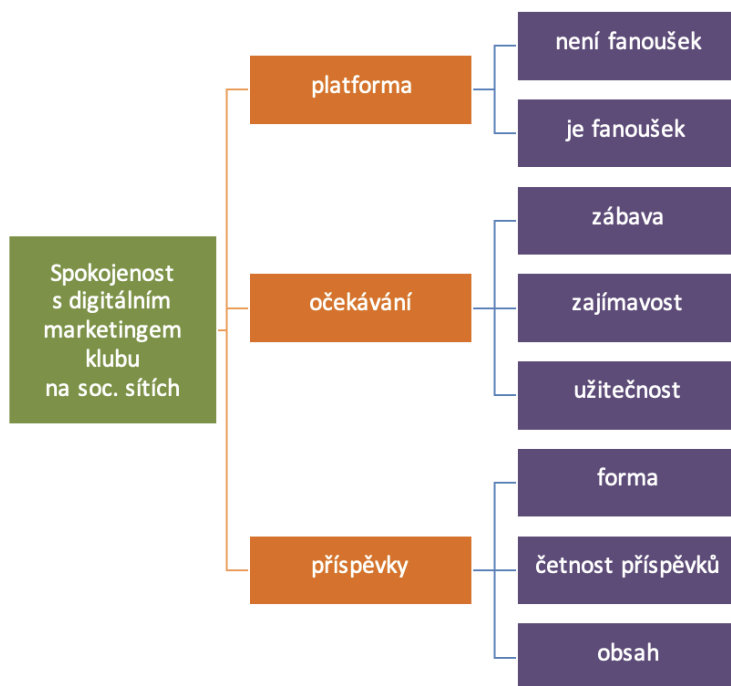 Spokojenost
s digitálním
marketingem
klubu
na soc. sítích
platforma
není fanoušek
je fanoušek
očekávání
zábava
zajímavost
užitečnost
příspěvky
forma
četnost příspěvků
obsah